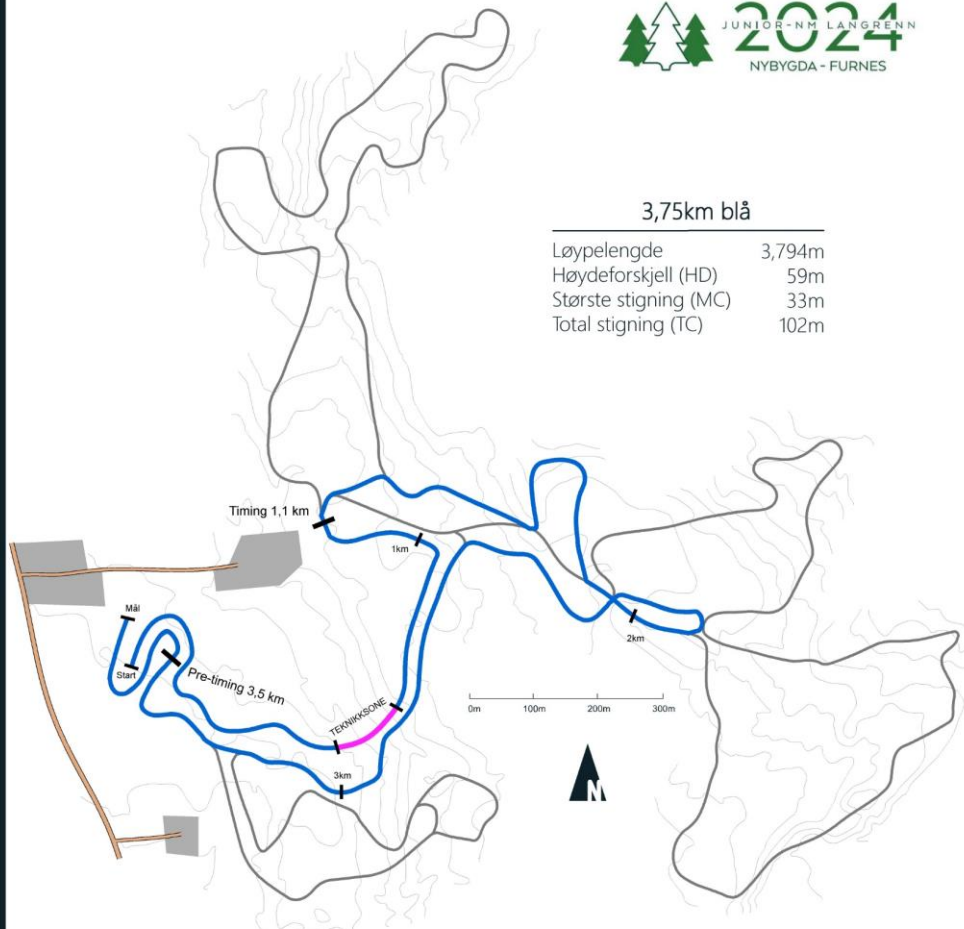 JUNIOR-NM LANGRENN
2024
NYBYGDA - FURNES
3,75km blå
Løypelengde 3,794m
Høydeforskjell (HD) 59m
Største stigning (MC) 33m
Total stigning (TC) 102m
Timing 1,1 km
1km
Mål
Start
Pre-timing 3,5 km
2km
TEKNIKKSONE
0m 100m 200m 300m
3km
N